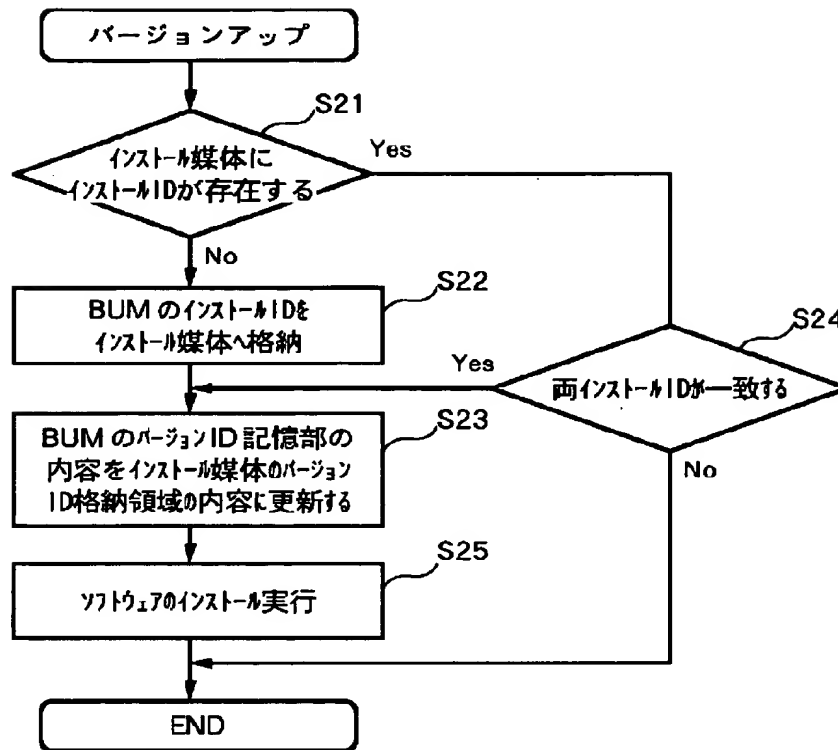 バージョンアップ
S21
インストール媒体に
インストールIDが存在する
Yes
No
S22
BUMのインストールIDを
インストール媒体へ格納
S24
両インストールIDが一致する
Yes
No
S23
BUMのバージョンID記憶部の
内容をインストール媒体のバージョン
ID格納領域の内容に更新する
S25
ソフトウェアのインストール実行
END